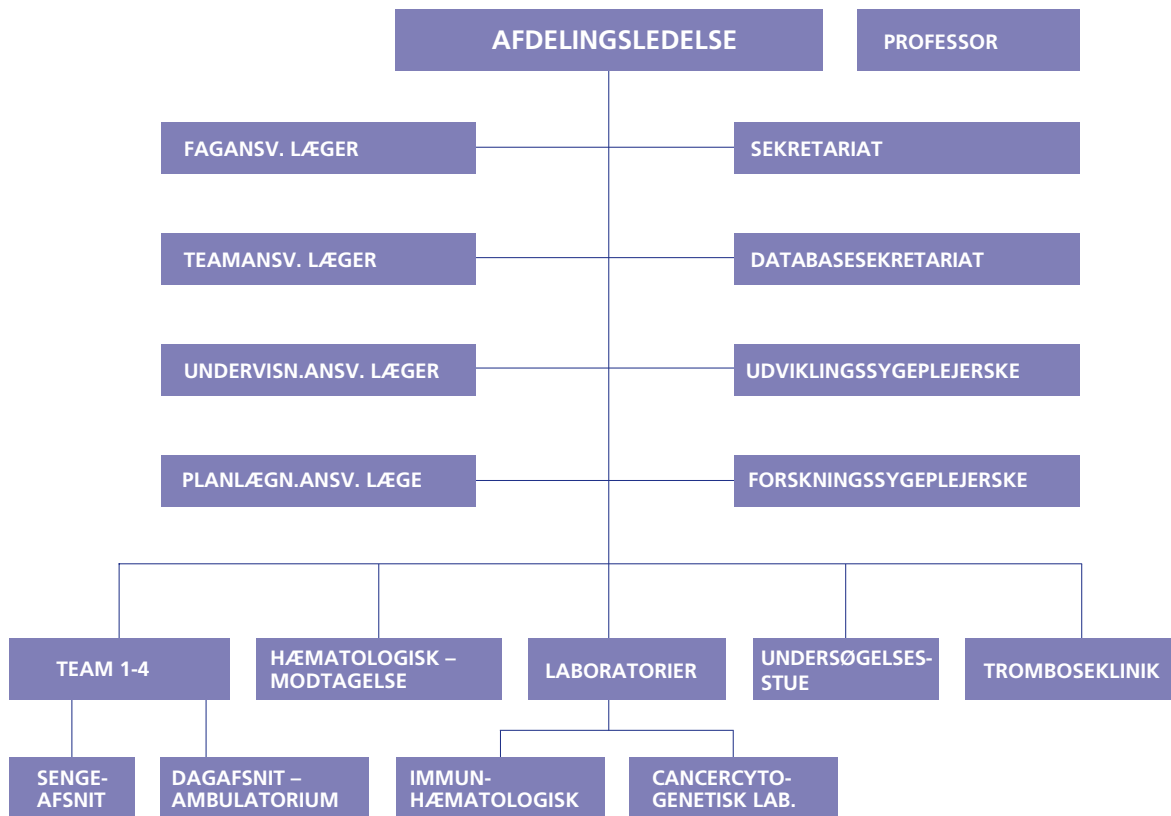 AFDELINGSLEDELSE
PROFESSOR
FAGANSV. LÆGER
SEKRETARIAT
TEAMANSV. LÆGER
DATABASESEKRETARIAT
UNDERVISN.ANSV. LÆGER
UDVIKLINGSSYGEPLEJERSKE
PLANLÆGN.ANSV. LÆGE
FORSKNINGSSYGEPLEJERSKE
TEAM 1-4
HÆMATOLOGISK –
MODTAGELSE
LABORATORIER
UNDERSØGELSES-
STUE
TROMBOSEKLINIK
SENGE-
AFSNIT
DAGAFSNIT –
AMBULATORIUM
IMMUN-
HÆMATOLOGISK
CANCERCYTO-
GENETISK LAB.